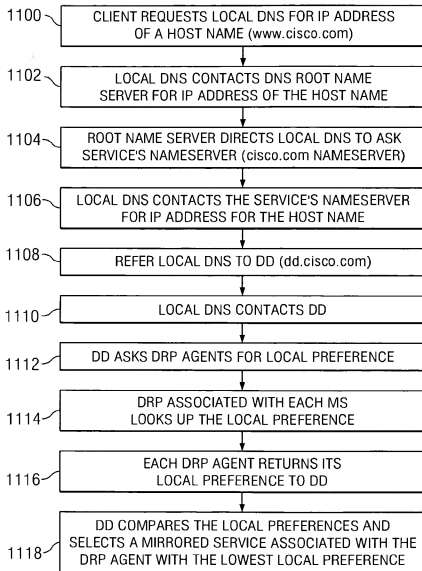 1100
CLIENT REQUESTS LOCAL DNS FOR IP ADDRESS
OF A HOST NAME (www.cisco.com)
1102
LOCAL DNS CONTACTS DNS ROOT NAME
SERVER FOR IP ADDRESS OF THE HOST NAME
1104
ROOT NAME SERVER DIRECTS LOCAL DNS TO ASK
SERVICE'S NAMESERVER (cisco.com NAMESERVER)
1106
LOCAL DNS CONTACTS THE SERVICE'S NAMESERVER
FOR IP ADDRESS FOR THE HOST NAME
1108
REFER LOCAL DNS TO DD (dd.cisco.com)
1110
LOCAL DNS CONTACTS DD
1112
DD ASKS DRP AGENTS FOR LOCAL PREFERENCE
1114
DRP ASSOCIATED WITH EACH MS
LOOKS UP THE LOCAL PREFERENCE
1116
EACH DRP AGENT RETURNS ITS
LOCAL PREFERENCE TO DD
1118
DD COMPARES THE LOCAL PREFERENCES AND
SELECTS A MIRRORED SERVICE ASSOCIATED WITH THE
DRP AGENT WITH THE LOWEST LOCAL PREFERENCE